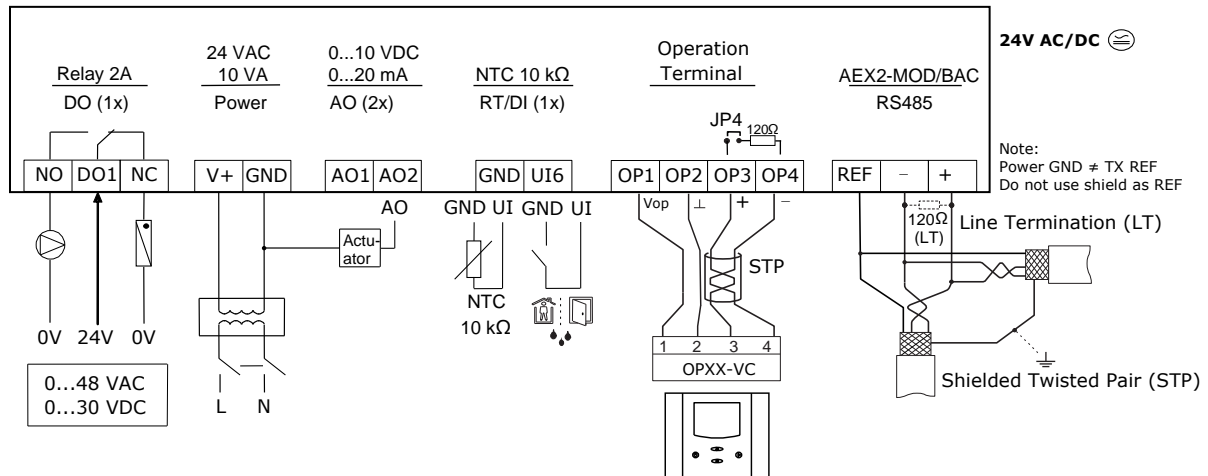 24 VAC
10 VA
Power
0...10 VDC
0...20 mA
AO (2x)
Operation
Terminal
24V AC/DC
Relay 2A
DO (1x)
NTC 10 kΩ
RT/DI (1x)
AEX2-MOD/BAC
RS485
JP4
120Ω
Note:
Power GND ≠ TX REF
Do not use shield as REF
NO DO1 NC
V+ GND
AO1 AO2
GND UI6
OP1 OP2 OP3 OP4
REF − +
AO
GND UI GND UI
Vop ⊥ + −
120Ω
(LT)
Line Termination (LT)
Actu-
ator
STP
NTC
10 kΩ
0V 24V 0V
1 2 3 4
OPXX-VC
0...48 VAC
0...30 VDC
L N
Shielded Twisted Pair (STP)